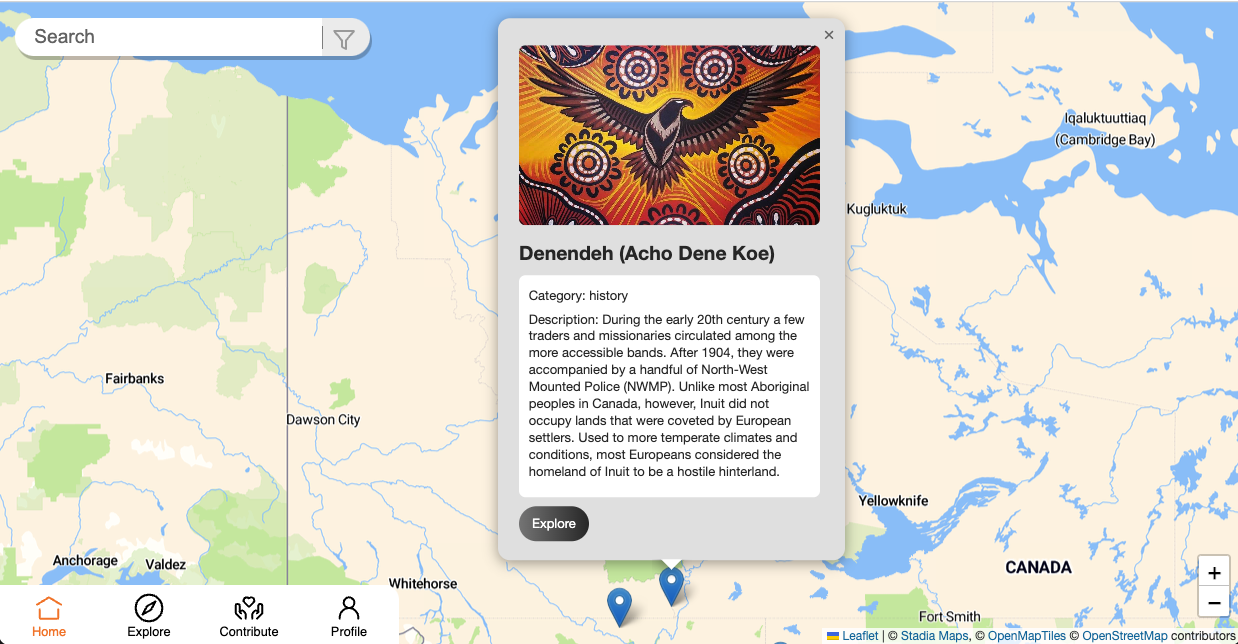 Search
×
Denendeh (Acho Dene Koe)
Category: history
Description: During the early 20th century a few
traders and missionaries circulated among the
more accessible bands. After 1904, they were
accompanied by a handful of North-West
Mounted Police (NWMP). Unlike most Aboriginal
peoples in Canada, however, Inuit did not
occupy lands that were coveted by European
settlers. Used to more temperate climates and
conditions, most Europeans considered the
homeland of Inuit to be a hostile hinterland.
Explore
Iqaluktuuttiaq
(Cambridge Bay)
Kugluktuk
Fairbanks
Dawson City
Yellowknife
Anchorage
Valdez
Whitehorse
CANADA
Fort Smith
+
−
Home
Explore
Contribute
Profile
Leaflet | © Stadia Maps, © OpenMapTiles © OpenStreetMap contributors